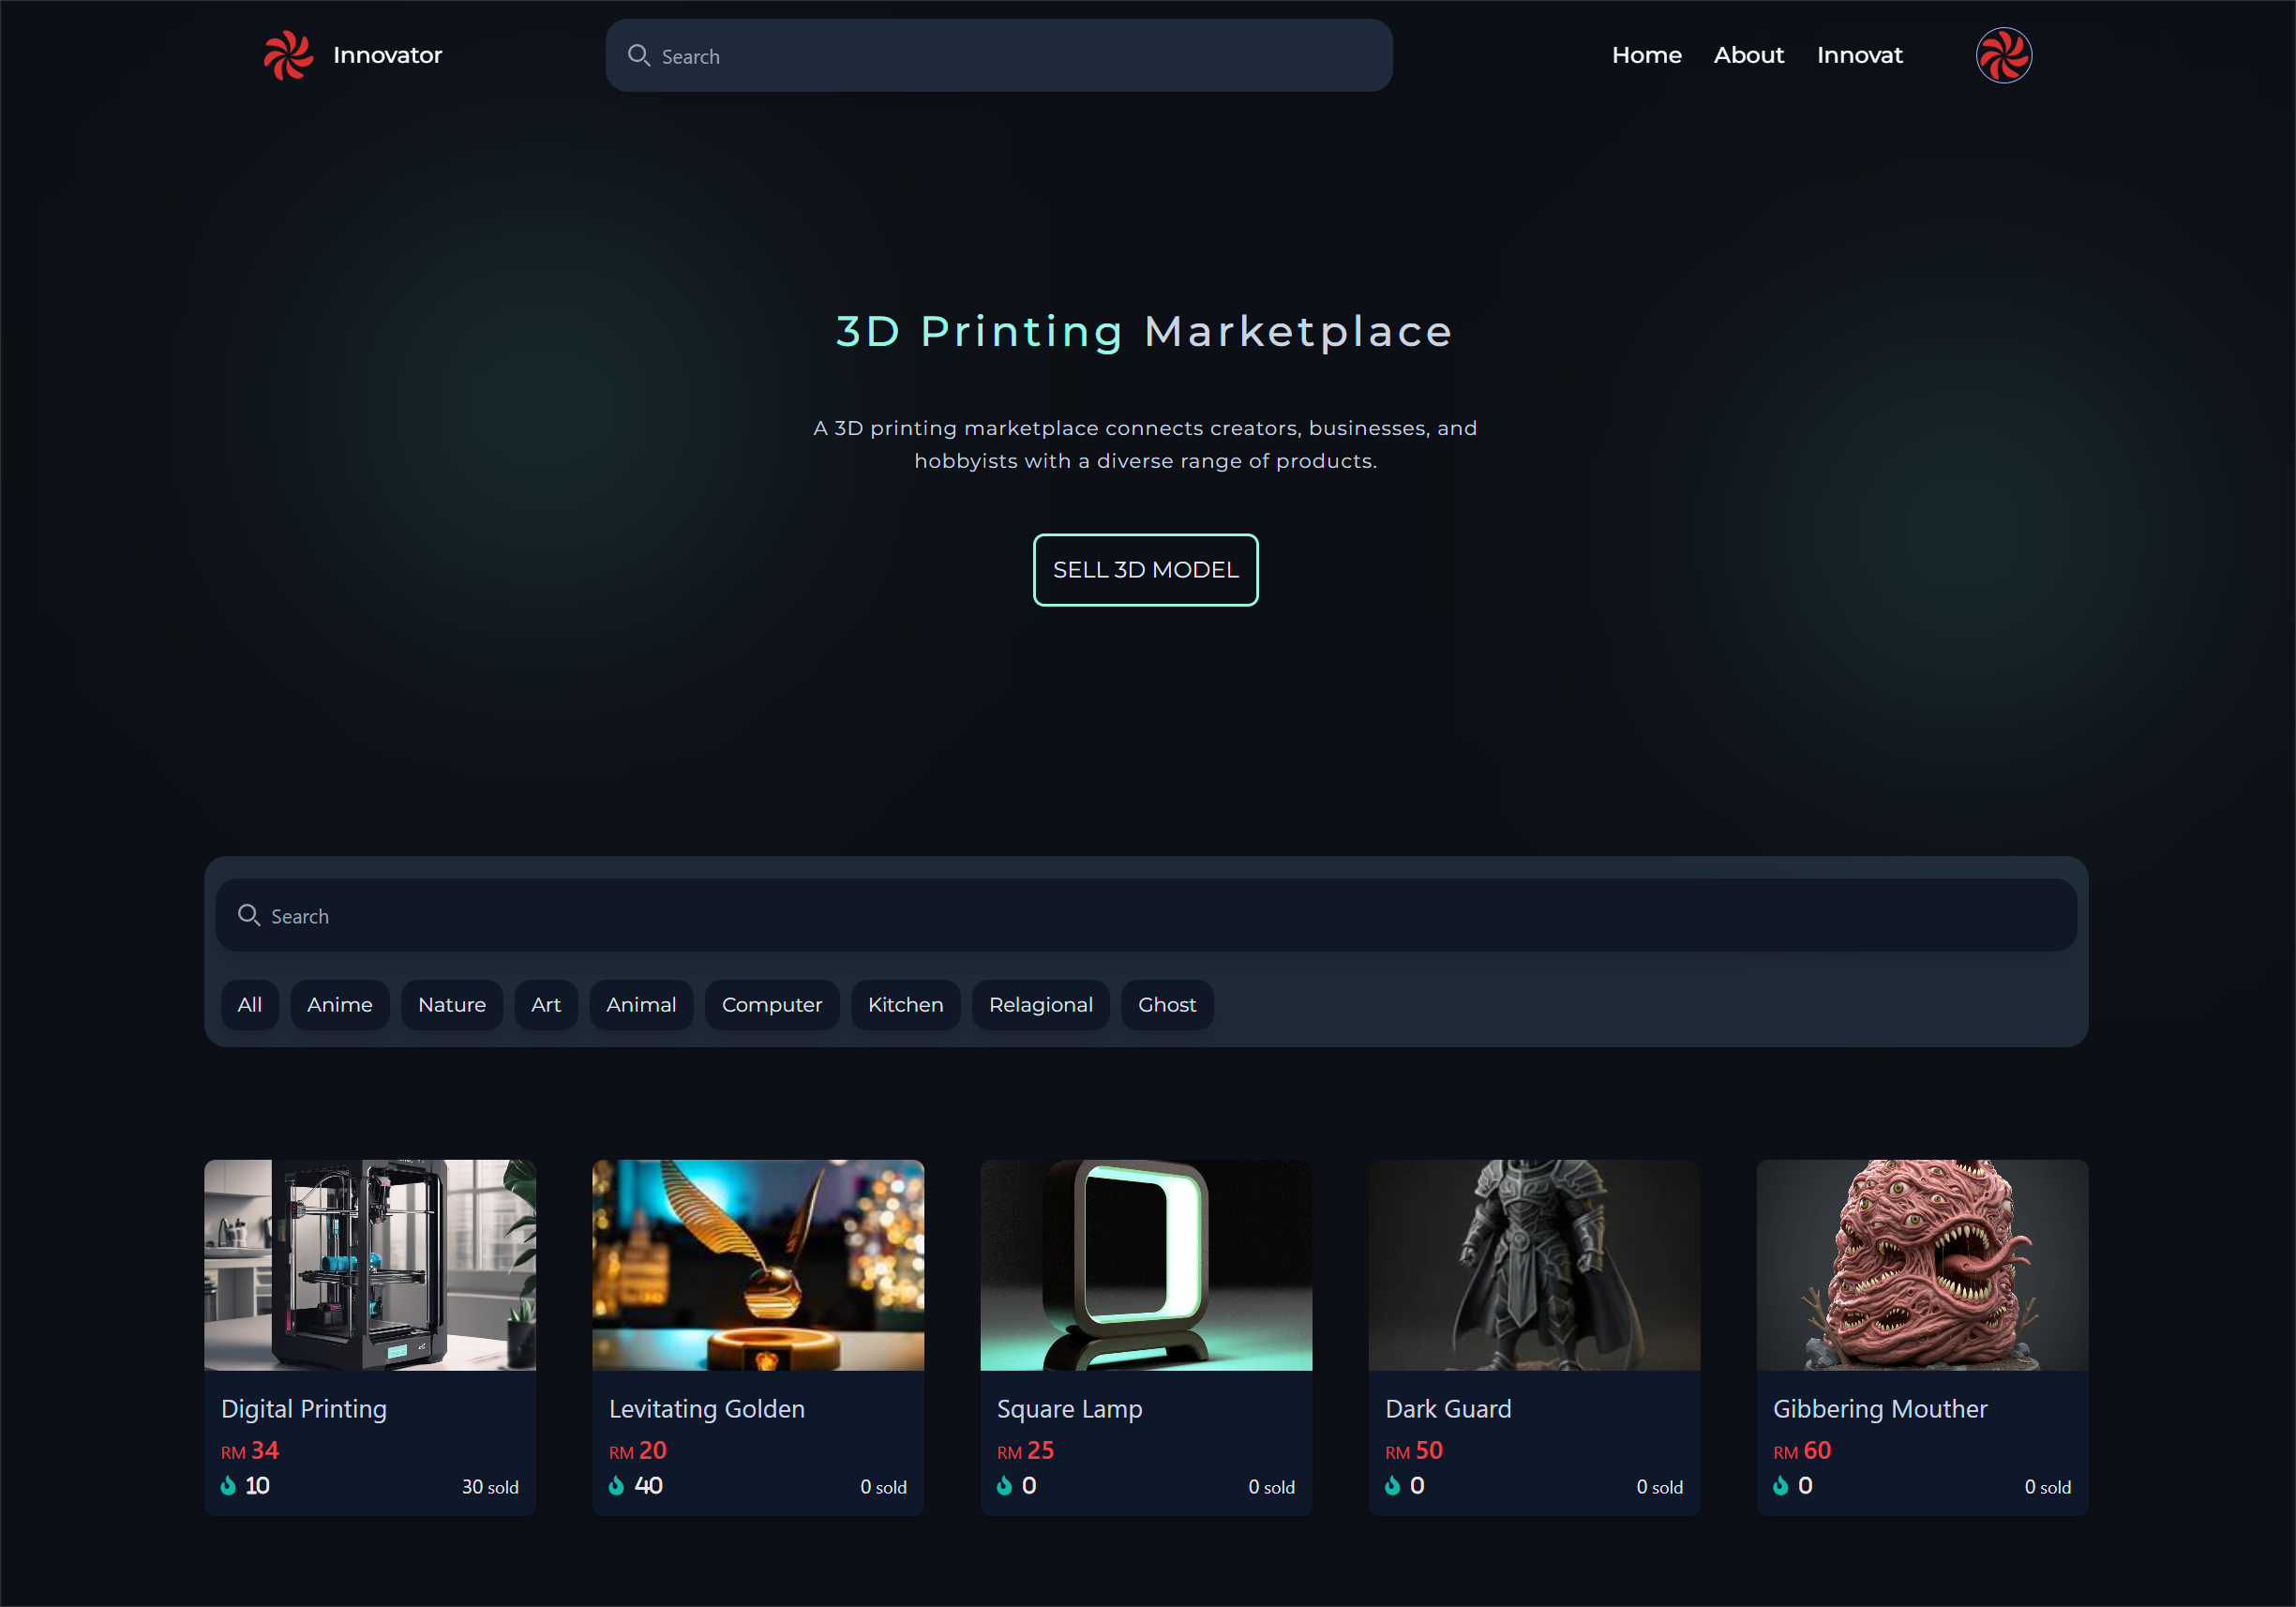 Innovator
Search
Home About Innovat
3D Printing Marketplace
A 3D printing marketplace connects creators, businesses, and
hobbyists with a diverse range of products.
SELL 3D MODEL
Search
All Anime Nature Art Animal Computer Kitchen Relagional Ghost
Digital Printing
RM 34
10 30 sold
Levitating Golden
RM 20
40 0 sold
Square Lamp
RM 25
0 0 sold
Dark Guard
RM 50
0 0 sold
Gibbering Mouther
RM 60
0 0 sold